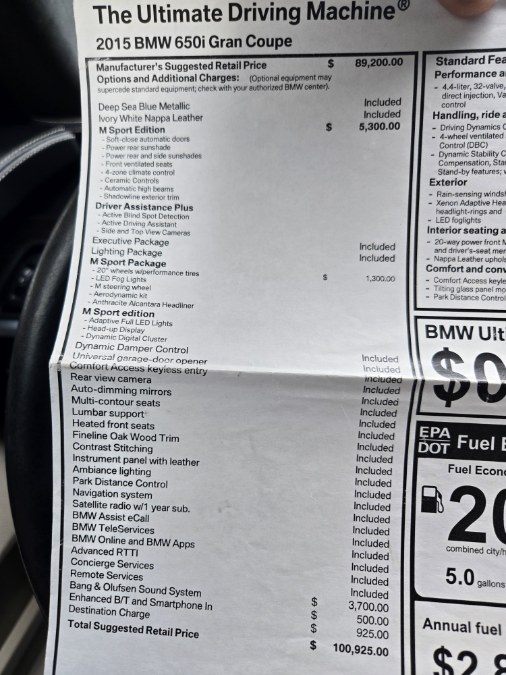 The Ultimate Driving Machine®
2015 BMW 650i Gran Coupe
Manufacturer's Suggested Retail Price $ 89,200.00
Options and Additional Charges: (Optional equipment may
supercede standard equipment; check with your authorized BMW center).
Deep Sea Blue Metallic Included
Ivory White Nappa Leather Included
M Sport Edition $ 5,300.00
- Soft-close automatic doors
- Power rear sunshade
- Power rear and side sunshades
- Front ventilated seats
- 4-zone climate control
- Ceramic Controls
- Automatic high beams
- Shadowline exterior trim
Driver Assistance Plus
- Active Blind Spot Detection
- Active Driving Assistant
- Side and Top View Cameras
Executive Package Included
Lighting Package Included
M Sport Package
- 20" wheels w/performance tires $ 1,300.00
- LED Fog Lights
- M steering wheel
- Aerodynamic kit
- Anthracite Alcantara Headliner
M Sport edition
- Adaptive Full LED Lights
- Head-up Display
- Dynamic Digital Cluster
Dynamic Damper Control
Universal garage-door opener Included
Comfort Access keyless entry Included
Rear view camera Included
Auto-dimming mirrors Included
Multi-contour seats Included
Lumbar support Included
Heated front seats Included
Fineline Oak Wood Trim Included
Contrast Stitching Included
Instrument panel with leather Included
Ambiance lighting Included
Park Distance Control Included
Navigation system Included
Satellite radio w/1 year sub. Included
BMW Assist eCall Included
BMW TeleServices Included
BMW Online and BMW Apps Included
Advanced RTTI Included
Concierge Services Included
Remote Services Included
Bang & Olufsen Sound System $ 3,700.00
Enhanced B/T and Smartphone In $ 500.00
Destination Charge $ 925.00
Total Suggested Retail Price $ 100,925.00
Standard Fea
Performance a
- 4.4-liter, 32-valve,
direct injection, Va
control
Handling, ride a
- Driving Dynamics C
- 4-wheel ventilated
Control (DBC)
- Dynamic Stability C
Compensation, Sta
Stand-by features;
Exterior
- Rain-sensing windsh
- Xenon Adaptive Hea
headlight-rings and
- LED foglights
Interior seating a
- 20-way power front M
and driver's-seat mem
- Nappa Leather uphols
Comfort and conv
- Comfort Access keyle
- Tilting glass panel mo
- Park Distance Control
BMW Ult
$0
EPA
DOT Fuel E
Fuel Econo
20
combined city/h
5.0 gallons
Annual fuel
$2